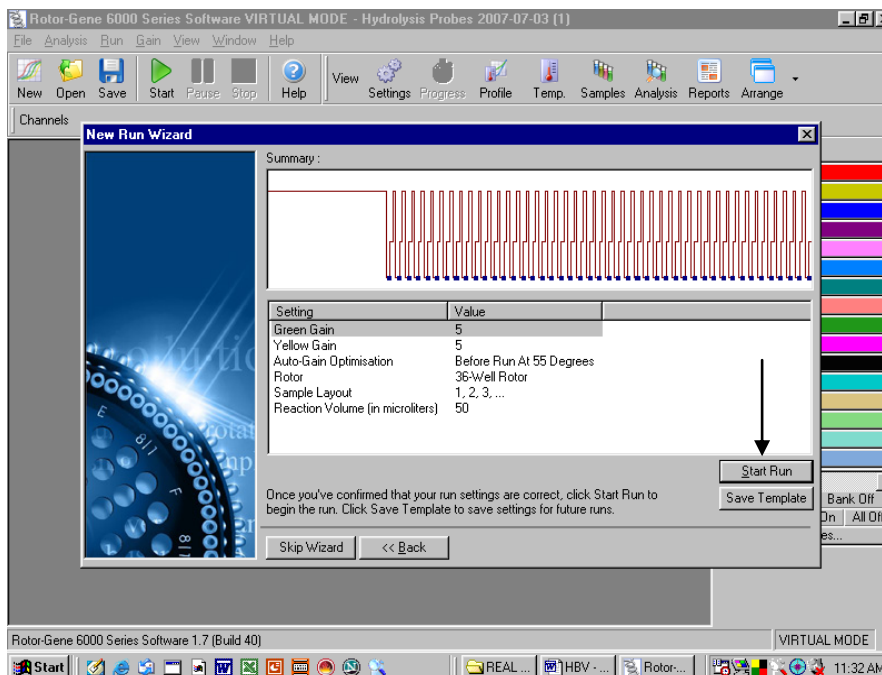 Rotor-Gene 6000 Series Software VIRTUAL MODE - Hydrolysis Probes 2007-07-03 (1)
File Analysis Run Gain View Window Help
New Open Save Start Pause Stop Help View Settings Progress Profile Temp. Samples Analysis Reports Arrange
Channels
New Run Wizard
Summary :
Setting Value
Green Gain 5
Yellow Gain 5
Auto-Gain Optimisation Before Run At 55 Degrees
Rotor 36-Well Rotor
Sample Layout 1, 2, 3, ...
Reaction Volume (in microliters) 50
Start Run
Once you've confirmed that your run settings are correct, click Start Run to
begin the run. Click Save Template to save settings for future runs.
Save Template
Bank Off
On All Off
es...
Skip Wizard << Back
Rotor-Gene 6000 Series Software 1.7 (Build 40) VIRTUAL MODE
Start REAL ... HBV - ... Rotor-... 11:32 AM